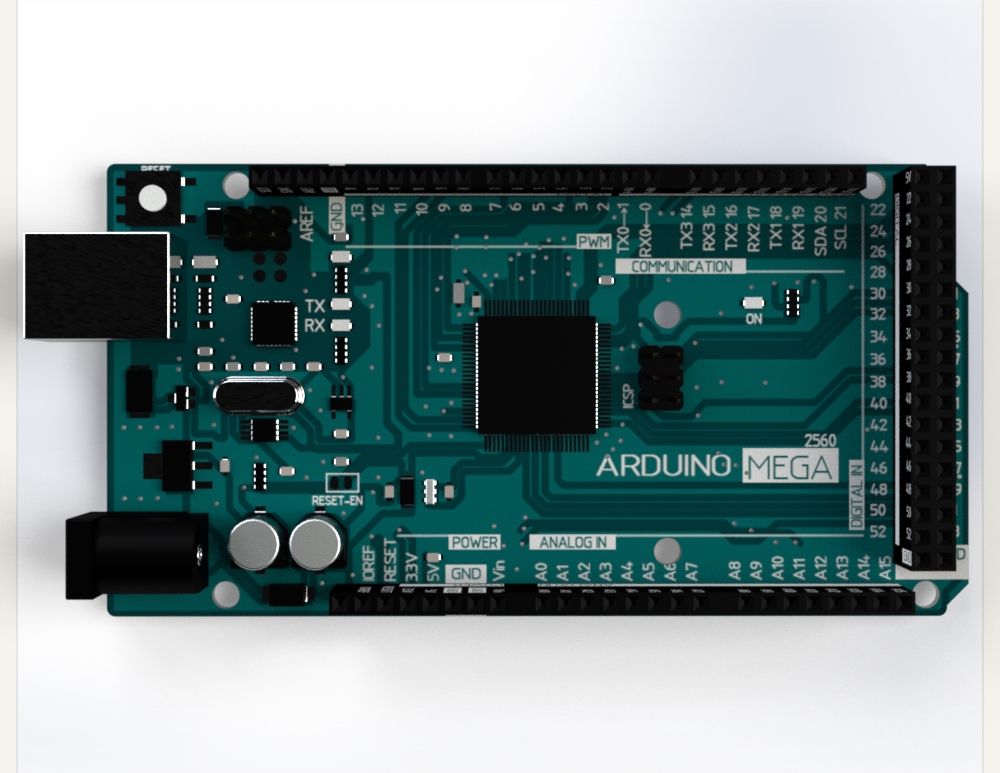 RESET
AREF
GND
13
12
11
10
9
8
7
6
5
4
3
2
TX0→1
RX0←0
TX3 14
RX3 15
TX2 16
RX2 17
TX1 18
RX1 19
SDA 20
SCL 21
PWM
COMMUNICATION
TX
RX
ON
ICSP
22
24
26
28
30
32
34
36
38
40
42
44
46
48
50
52
2560
ARDUINO MEGA
DIGITAL IN
RESET-EN
POWER
ANALOG IN
IOREF
RESET
3.3V
5V
GND
Vin
A0
A1
A2
A3
A4
A5
A6
A7
A8
A9
A10
A11
A12
A13
A14
A15